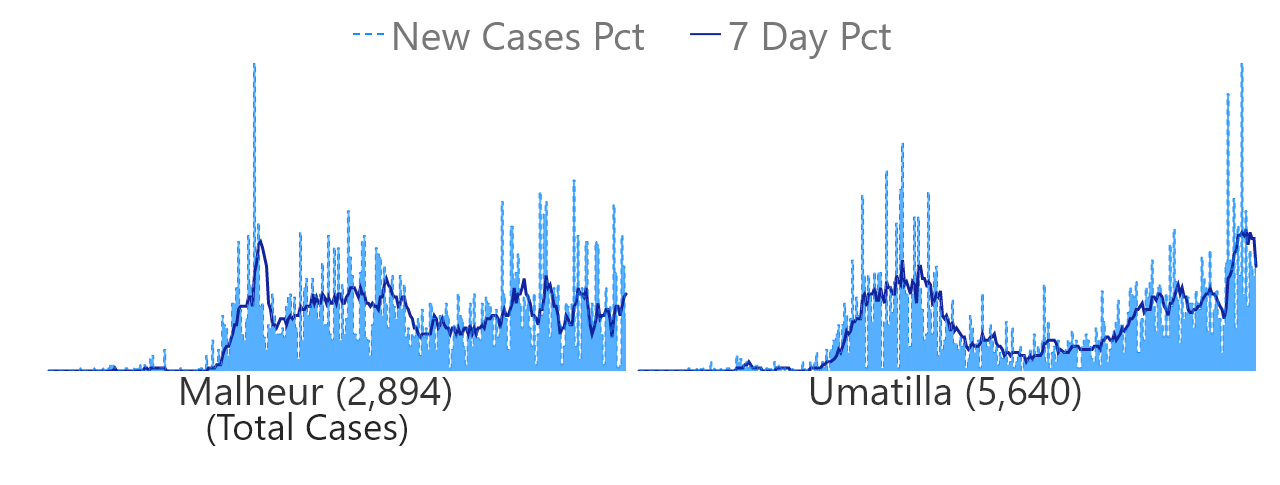 New Cases Pct 7 Day Pct
Malheur (2,894) Umatilla (5,640)
(Total Cases)